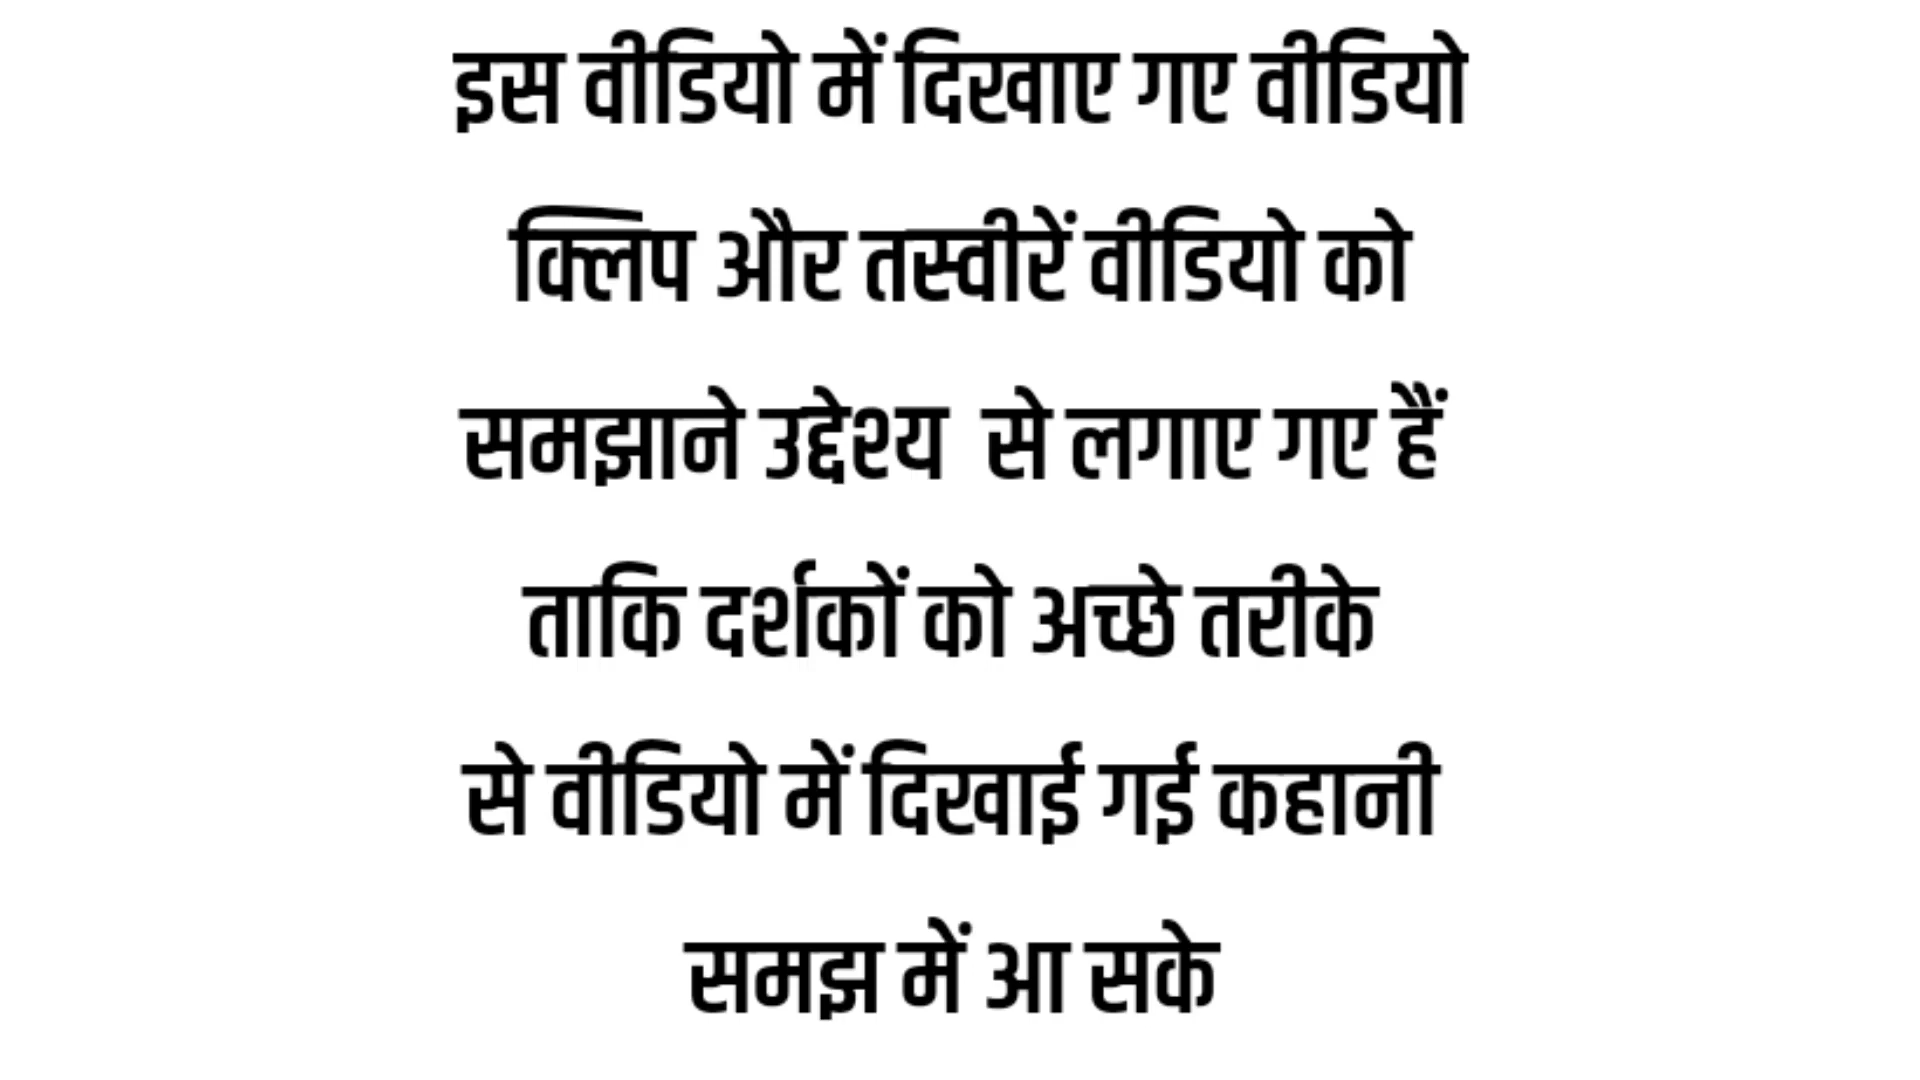 इस वीडियो में दिखाए गए वीडियो
क्लिप और तस्वीरें वीडियो को
समझाने उद्देश्य से लगाए गए हैं
ताकि दर्शकों को अच्छे तरीके
से वीडियो में दिखाई गई कहानी
समझ में आ सके